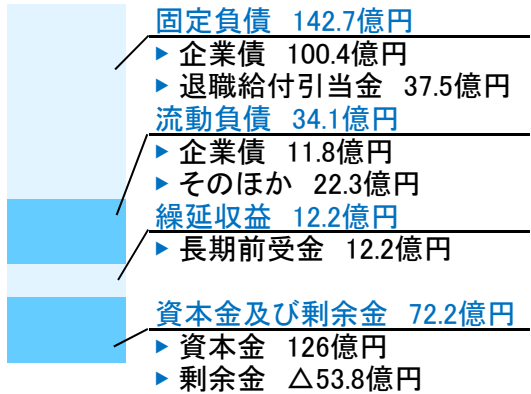 固定負債 142.7億円
▶ 企業債 100.4億円
▶ 退職給付引当金 37.5億円
流動負債 34.1億円
▶ 企業債 11.8億円
▶ そのほか 22.3億円
繰延収益 12.2億円
▶ 長期前受金 12.2億円
資本金及び剰余金 72.2億円
▶ 資本金 126億円
▶ 剰余金 △53.8億円